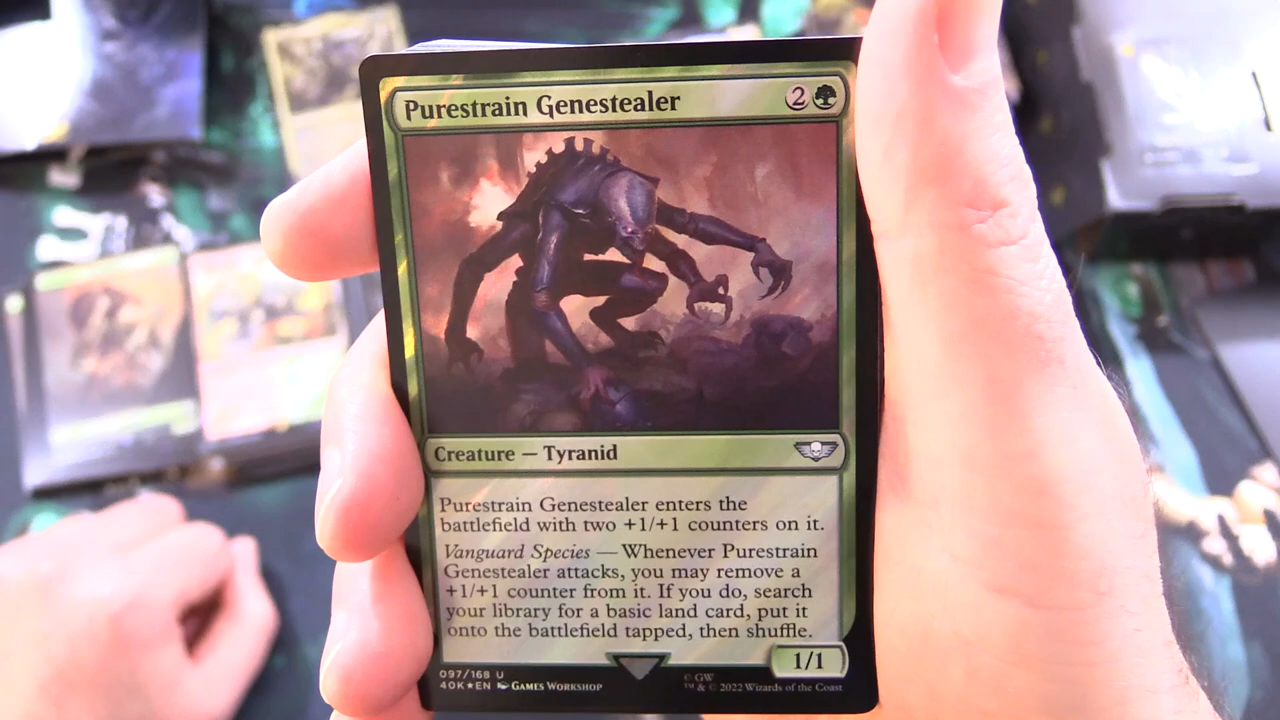 Purestrain Genestealer 2
Creature — Tyranid
Purestrain Genestealer enters the
battlefield with two +1/+1 counters on it.
Vanguard Species — Whenever Purestrain
Genestealer attacks, you may remove a
+1/+1 counter from it. If you do, search
your library for a basic land card, put it
onto the battlefield tapped, then shuffle.
1/1
097/168 U
40K★EN GAMES WORKSHOP
© GW
™ & © 2022 Wizards of the Coast